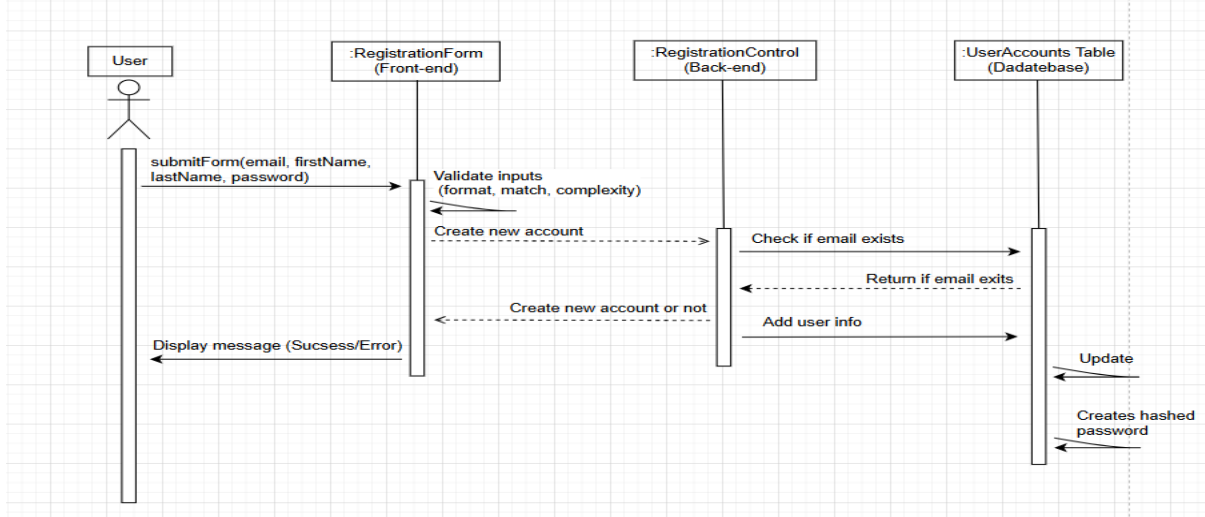 User
:RegistrationForm
(Front-end)
:RegistrationControl
(Back-end)
:UserAccounts Table
(Dadatebase)
submitForm(email, firstName,
lastName, password)
Validate inputs
(format, match, complexity)
Create new account
Check if email exists
Return if email exits
Create new account or not
Add user info
Display message (Sucsess/Error)
Update
Creates hashed
password